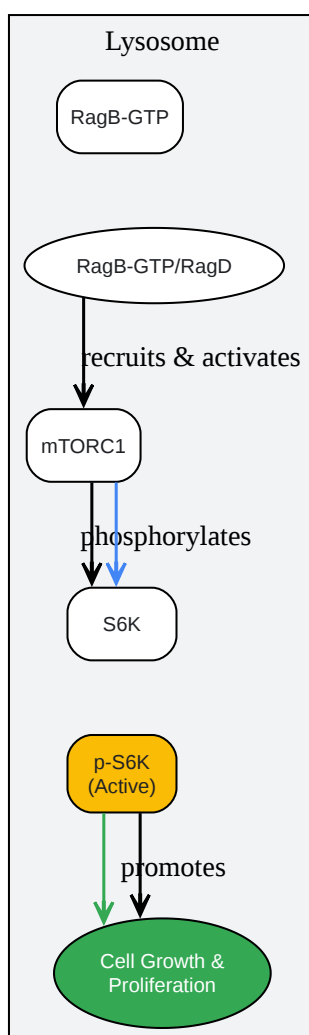 Lysosome
RagB-GTP
RagB-GTP/RagD
recruits & activates
mTORC1
phosphorylates
S6K
p-S6K
(Active)
promotes
Cell Growth &
Proliferation